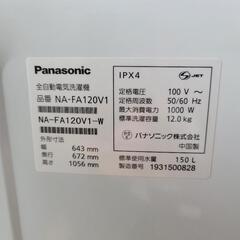 Panasonic
全自動電気洗濯機
品番 NA-FA120V1
NA-FA120V1-W
外形寸法
幅 643 mm
奥行 672 mm
高さ 1056 mm
IPX4
S JET
定格電圧 100 V～
定格周波数 50/60 Hz
最大消費電力 1000 W
標準洗濯容量 12.0kg
パナソニック株式会社
中国製
標準使用水量 150 L
製造番号 1931500828